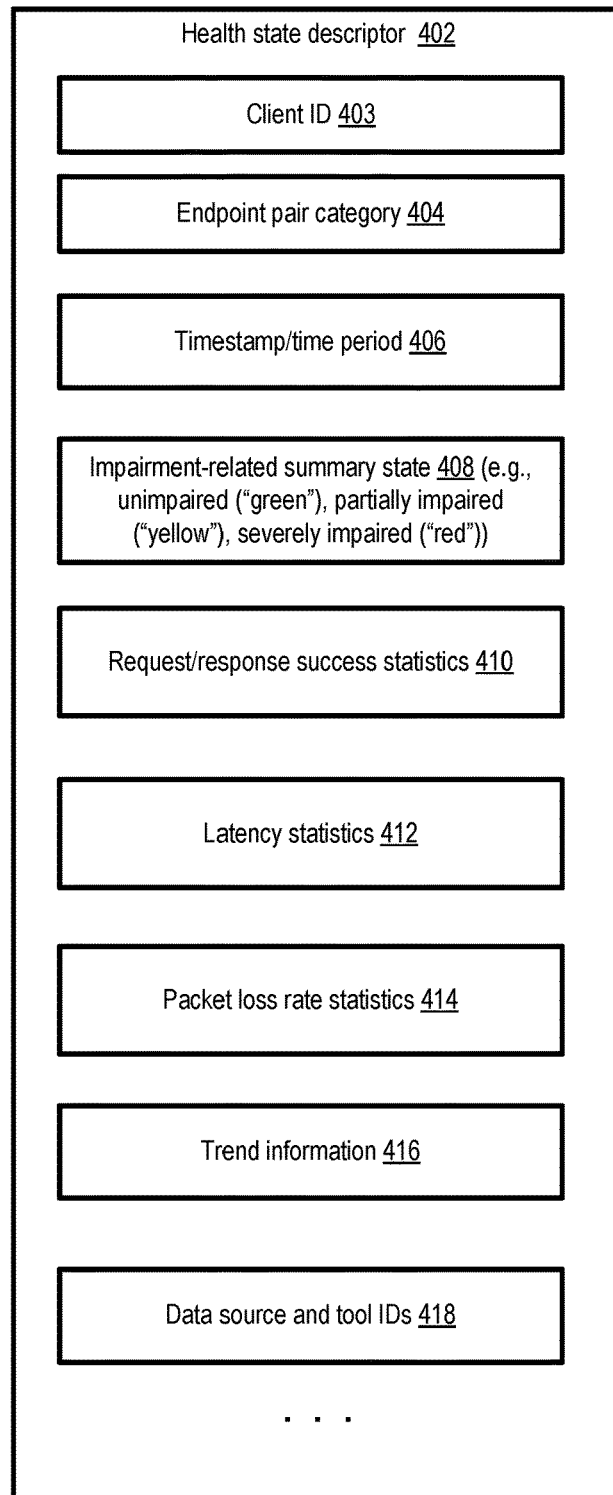 Health state descriptor 402
Client ID 403
Endpoint pair category 404
Timestamp/time period 406
Impairment-related summary state 408 (e.g.,
unimpaired (“green”), partially impaired
(“yellow”), severely impaired (“red”))
Request/response success statistics 410
Latency statistics 412
Packet loss rate statistics 414
Trend information 416
Data source and tool IDs 418
. . .